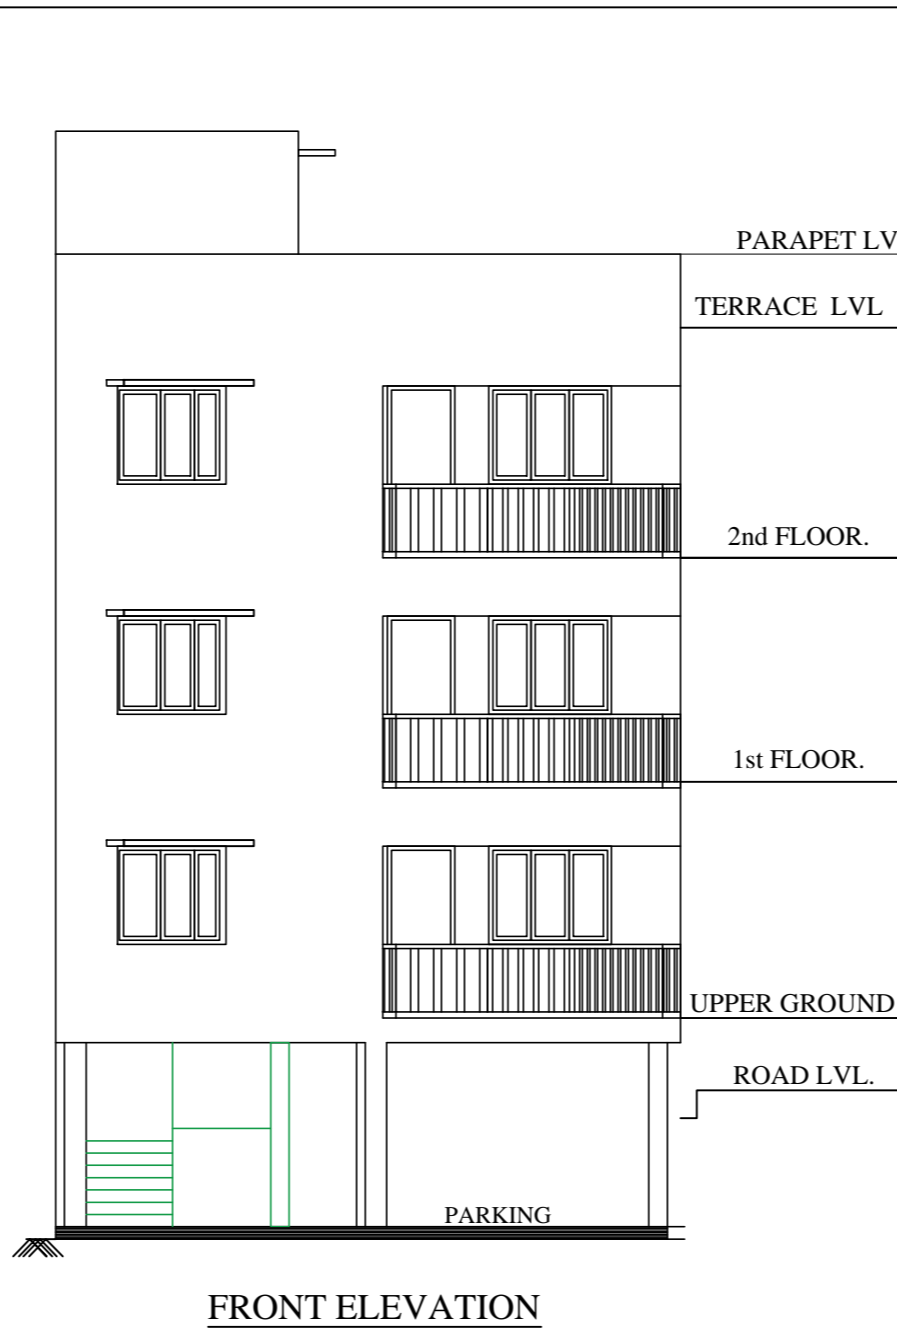 PARAPET LV
TERRACE LVL
2nd FLOOR.
1st FLOOR.
UPPER GROUND
ROAD LVL.
PARKING
FRONT ELEVATION